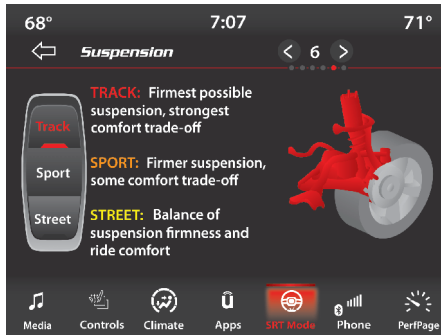 68° 7:07 71°
Suspension < 6 >
TRACK: Firmest possible
suspension, strongest
comfort trade-off
Track
SPORT: Firmer suspension,
some comfort trade-off
Sport
STREET: Balance of
suspension firmness and
ride comfort
Street
Media Controls Climate Apps SRT Mode Phone PerfPage